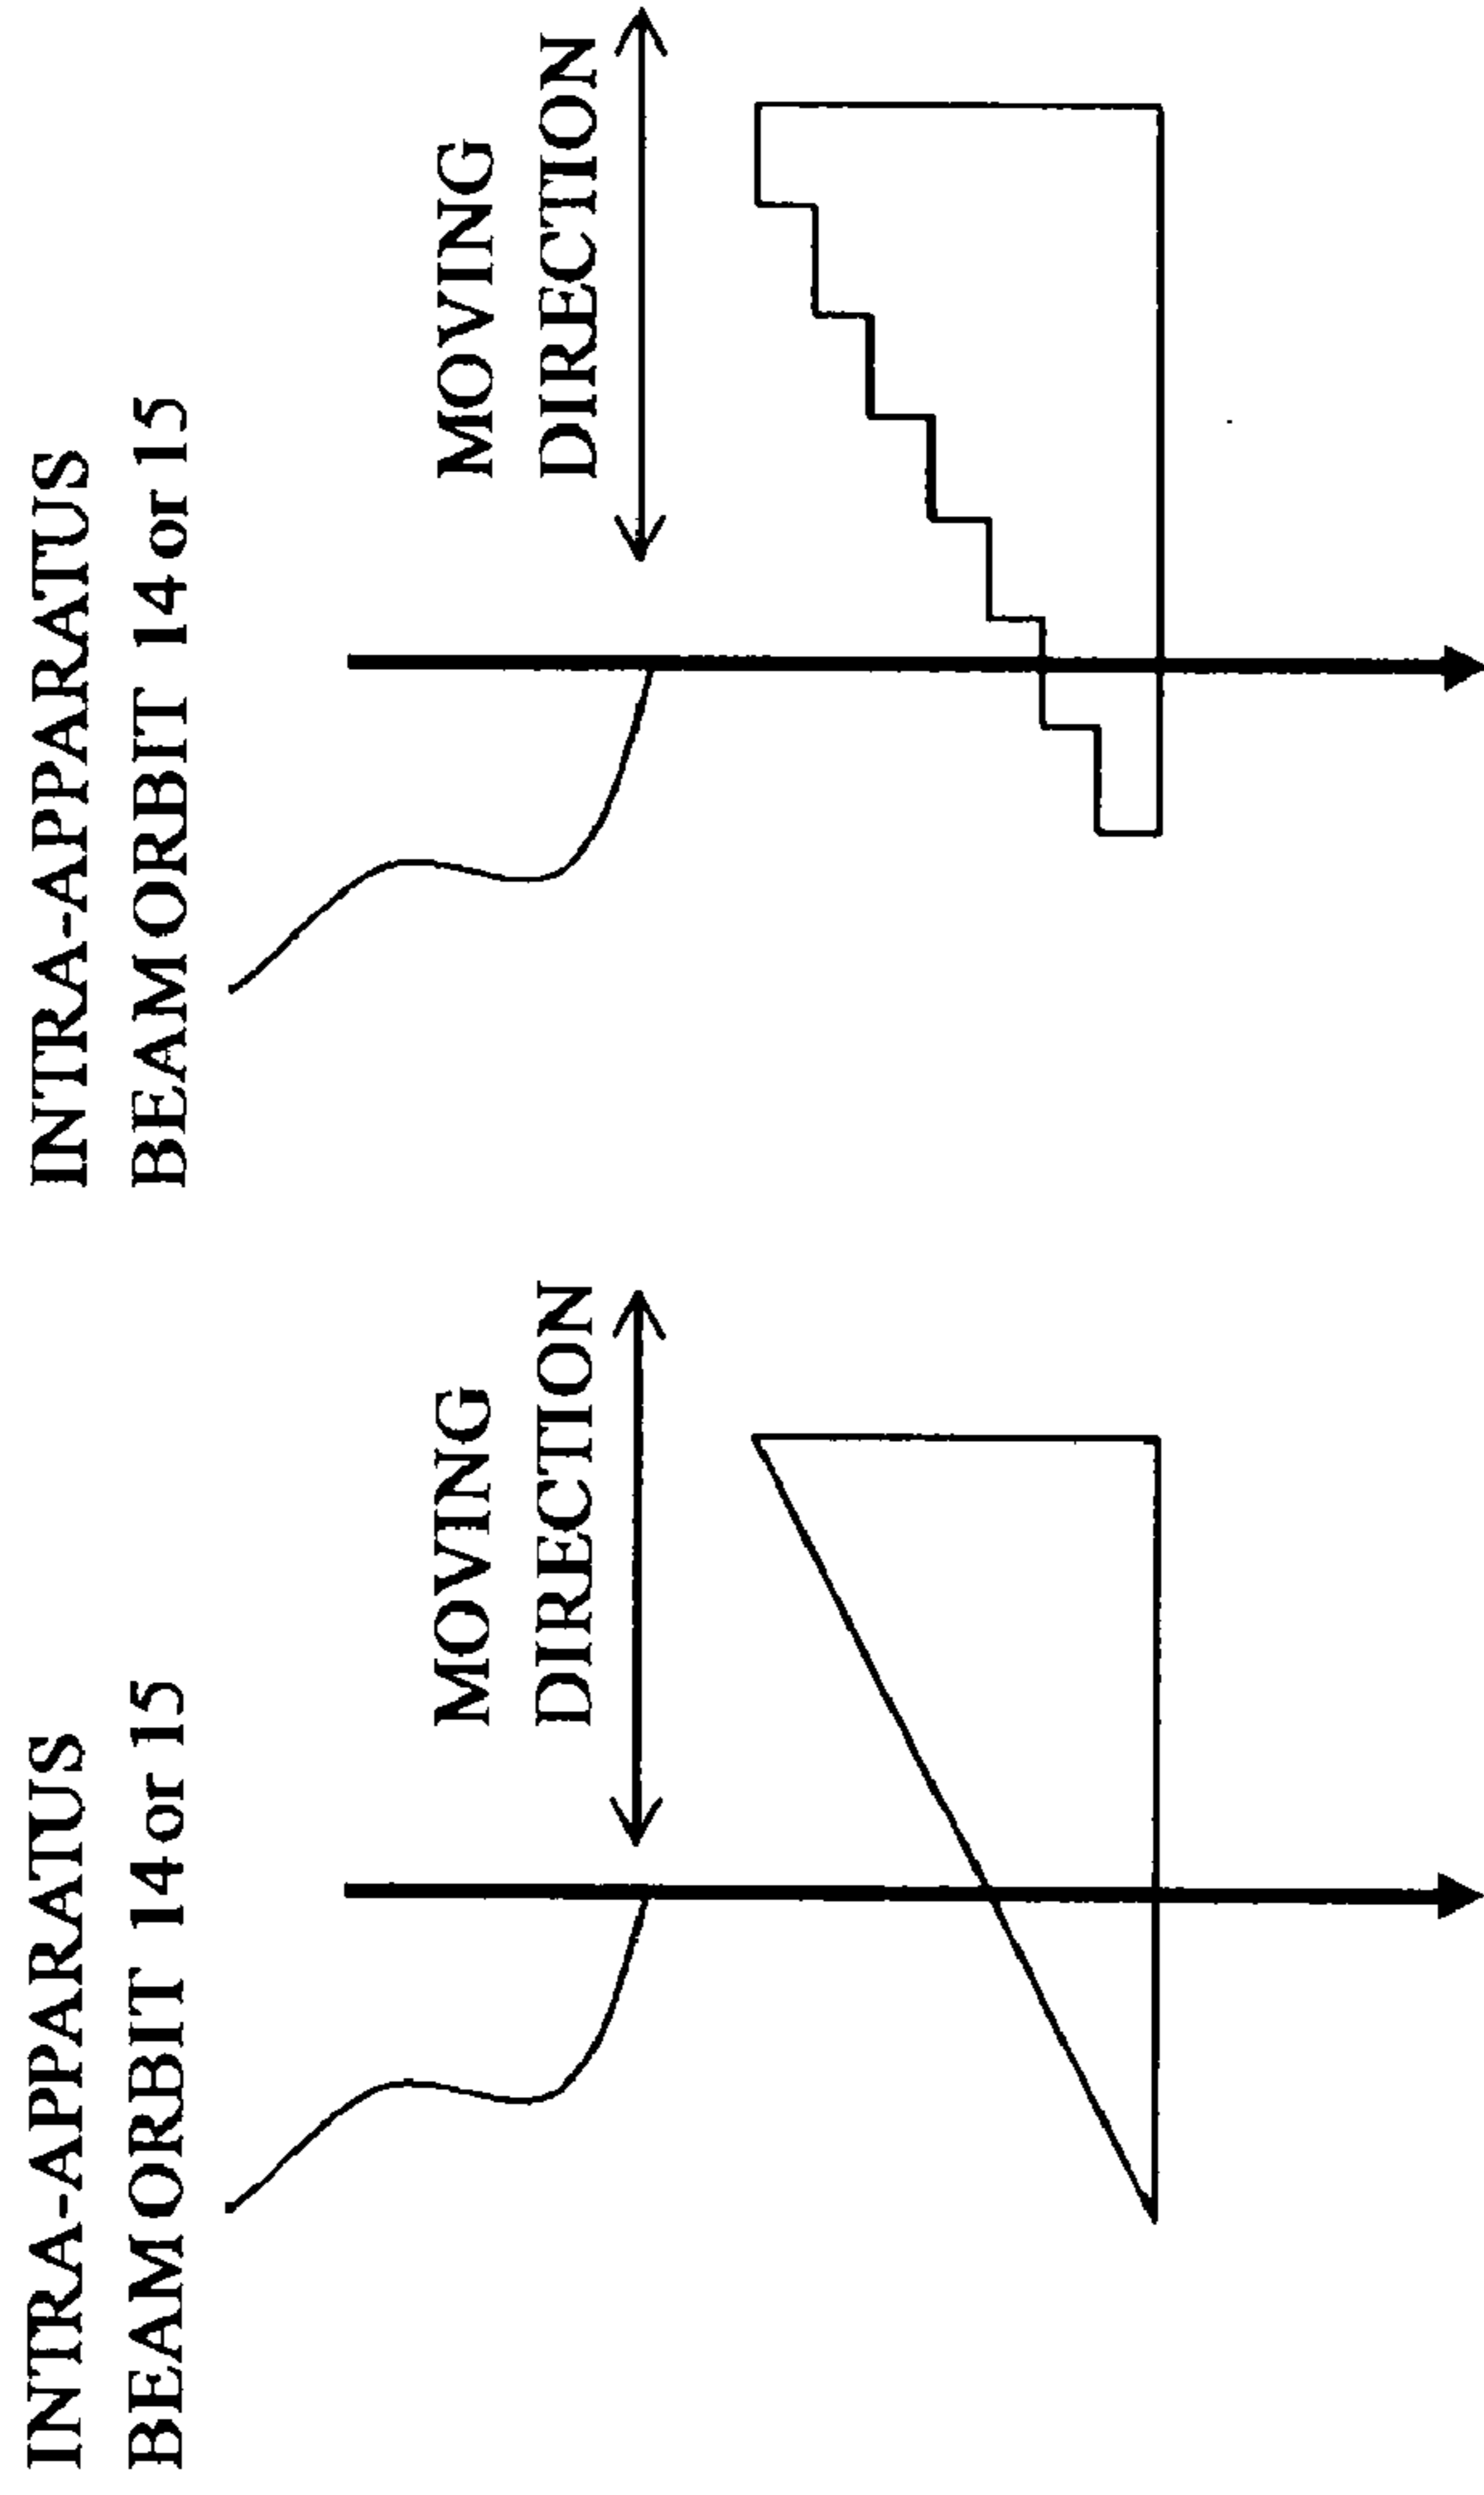 INTRA-APPARATUS
BEAM ORBIT 14 or 15
MOVING
DIRECTION
INTRA-APPARATUS
BEAM ORBIT 14 or 15
MOVING
DIRECTION